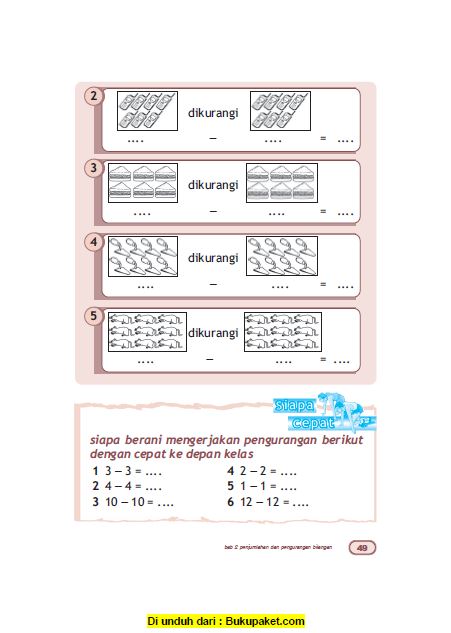 2
dikurangi
.... – .... = ....
3
dikurangi
.... – .... = ....
4
dikurangi
.... – .... = ....
5
dikurangi
.... – .... = ....
siapa
cepat
siapa berani mengerjakan pengurangan berikut
dengan cepat ke depan kelas
1 3 – 3 = ....
2 4 – 4 = ....
3 10 – 10 = ....
4 2 – 2 = ....
5 1 – 1 = ....
6 12 – 12 = ....
bab 2 penjumlahan dan pengurangan bilangan
49
Di unduh dari : Bukupaket.com